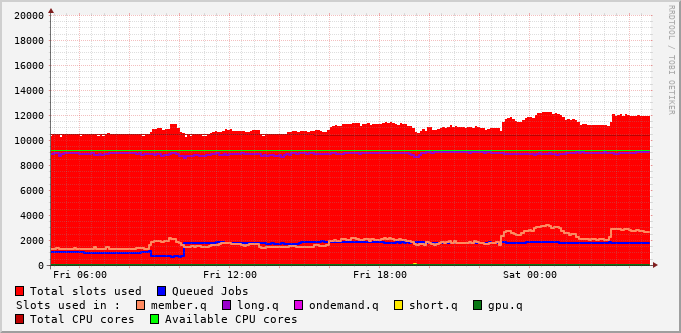 20000
18000
16000
14000
12000
10000
8000
6000
4000
2000
0
Fri 06:00 Fri 12:00 Fri 18:00 Sat 00:00
RRDTOOL / TOBI OETIKER
Total slots used Queued Jobs
Slots used in : member.q long.q ondemand.q short.q gpu.q
Total CPU cores Available CPU cores